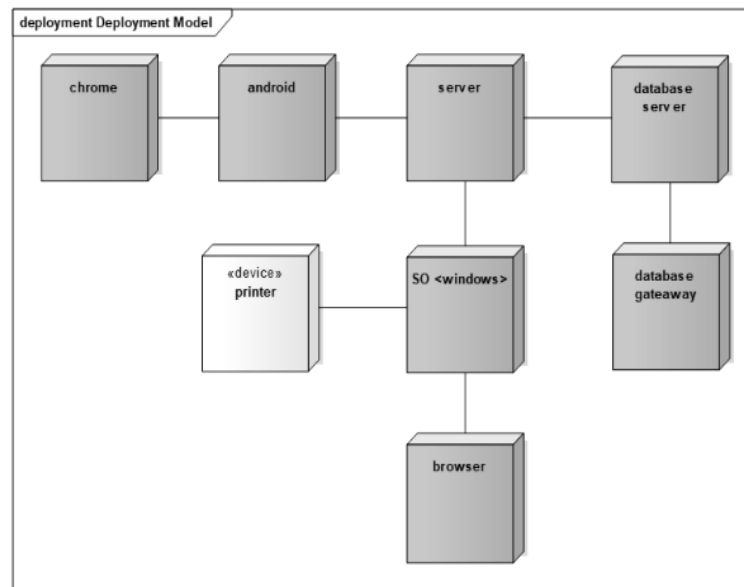 deployment Deployment Model
chrome
android
server
database
server
«device»
printer
SO <windows>
database
gateaway
browser